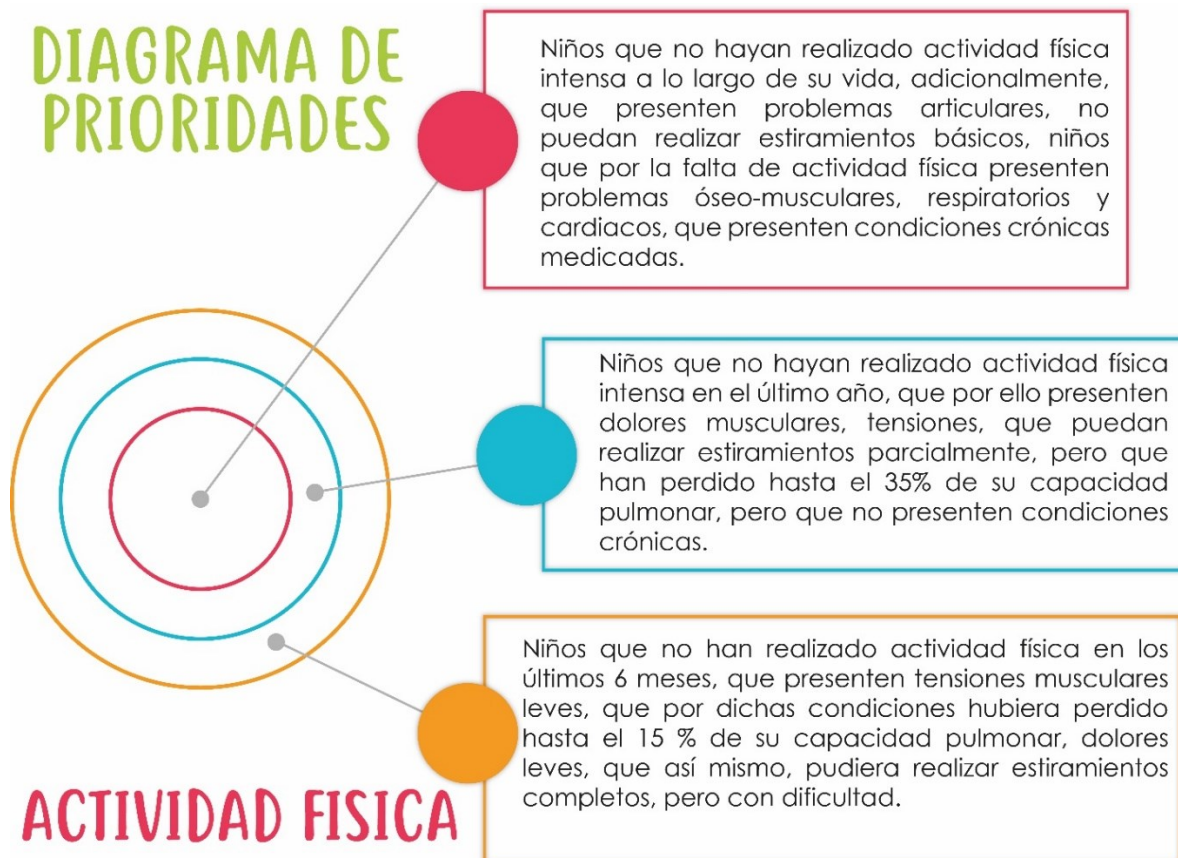 DIAGRAMA DE
PRIORIDADES
Niños que no hayan realizado actividad física
intensa a lo largo de su vida, adicionalmente,
que presenten problemas articulares, no
puedan realizar estiramientos básicos, niños
que por la falta de actividad física presenten
problemas óseo-musculares, respiratorios y
cardiacos, que presenten condiciones crónicas
medicadas.
Niños que no hayan realizado actividad física
intensa en el último año, que por ello presenten
dolores musculares, tensiones, que puedan
realizar estiramientos parcialmente, pero que
han perdido hasta el 35% de su capacidad
pulmonar, pero que no presenten condiciones
crónicas.
Niños que no han realizado actividad física en los
últimos 6 meses, que presenten tensiones musculares
leves, que por dichas condiciones hubiera perdido
hasta el 15 % de su capacidad pulmonar, dolores
leves, que así mismo, pudiera realizar estiramientos
completos, pero con dificultad.
ACTIVIDAD FISICA